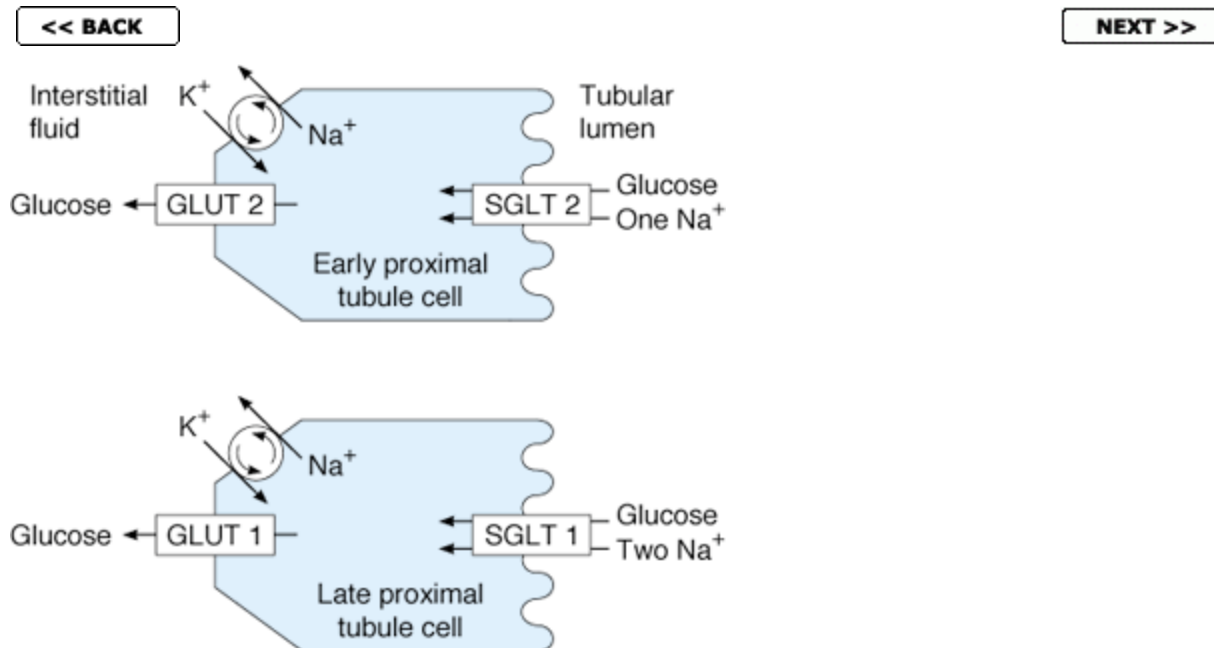 << BACK
NEXT >>
Interstitial
fluid
K⁺
Na⁺
Tubular
lumen
Glucose
GLUT 2
SGLT 2
Glucose
One Na⁺
Early proximal
tubule cell
K⁺
Na⁺
Glucose
GLUT 1
SGLT 1
Glucose
Two Na⁺
Late proximal
tubule cell